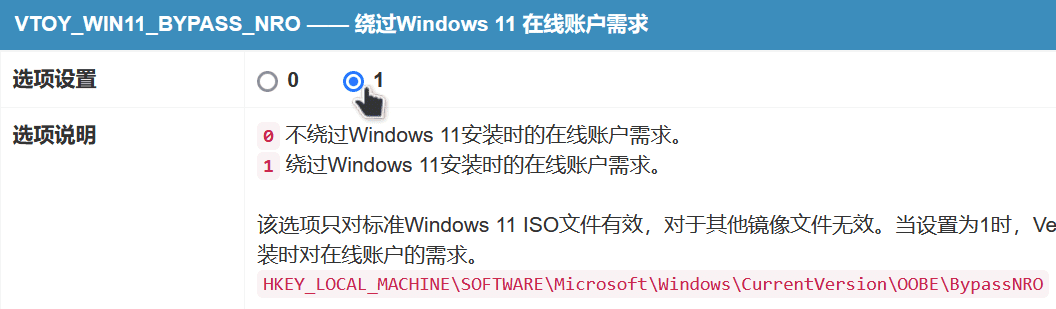 VTOY_WIN11_BYPASS_NRO —— 绕过Windows 11 在线账户需求
选项设置 0 1
选项说明 0 不绕过Windows 11安装时的在线账户需求。
1 绕过Windows 11安装时的在线账户需求。
该选项只对标准Windows 11 ISO文件有效，对于其他镜像文件无效。当设置为1时，Ve
装时对在线账户的需求。
HKEY_LOCAL_MACHINE\SOFTWARE\Microsoft\Windows\CurrentVersion\OOBE\BypassNRO